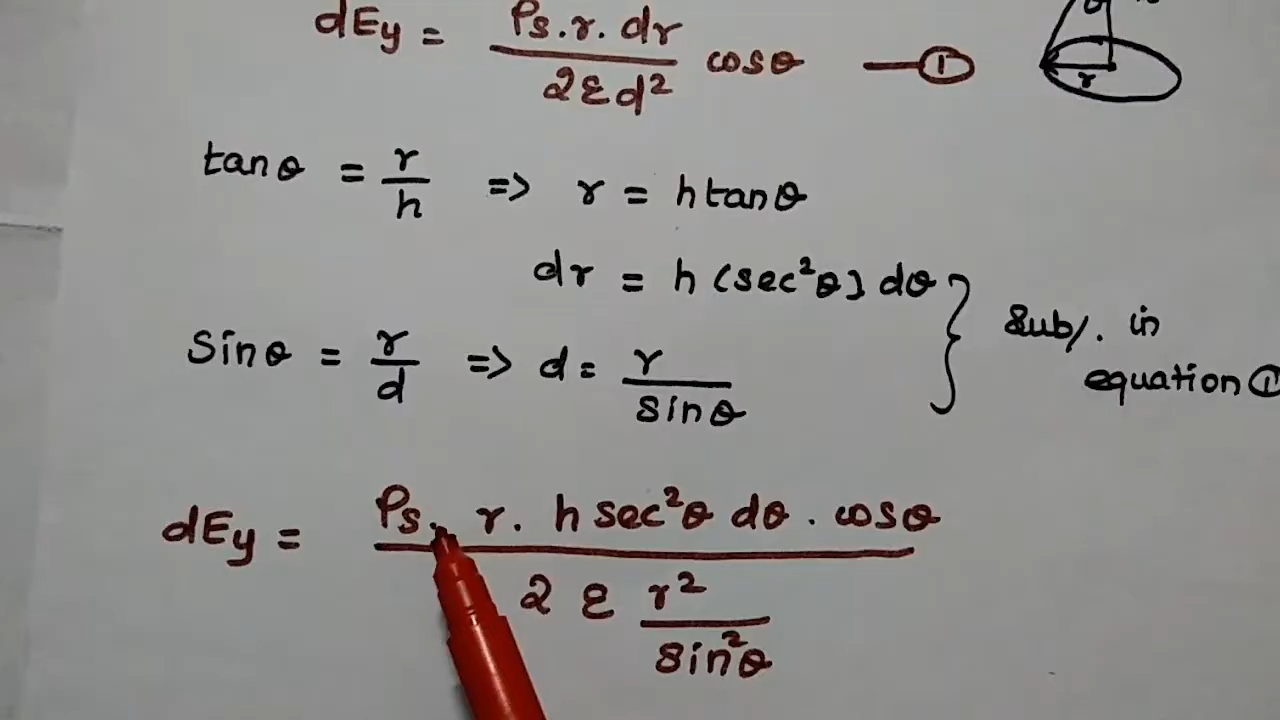 dEy = ρs.r.dr / 2εd² cosθ —①
r
tanθ = r/h => r = h tanθ
dr = h (sec²θ) dθ
Sinθ = r/d => d = r/sinθ
Sub/. in
equation ①
dEy = ρs. r. h sec²θ dθ . cosθ / 2 ε r²/sin²θ